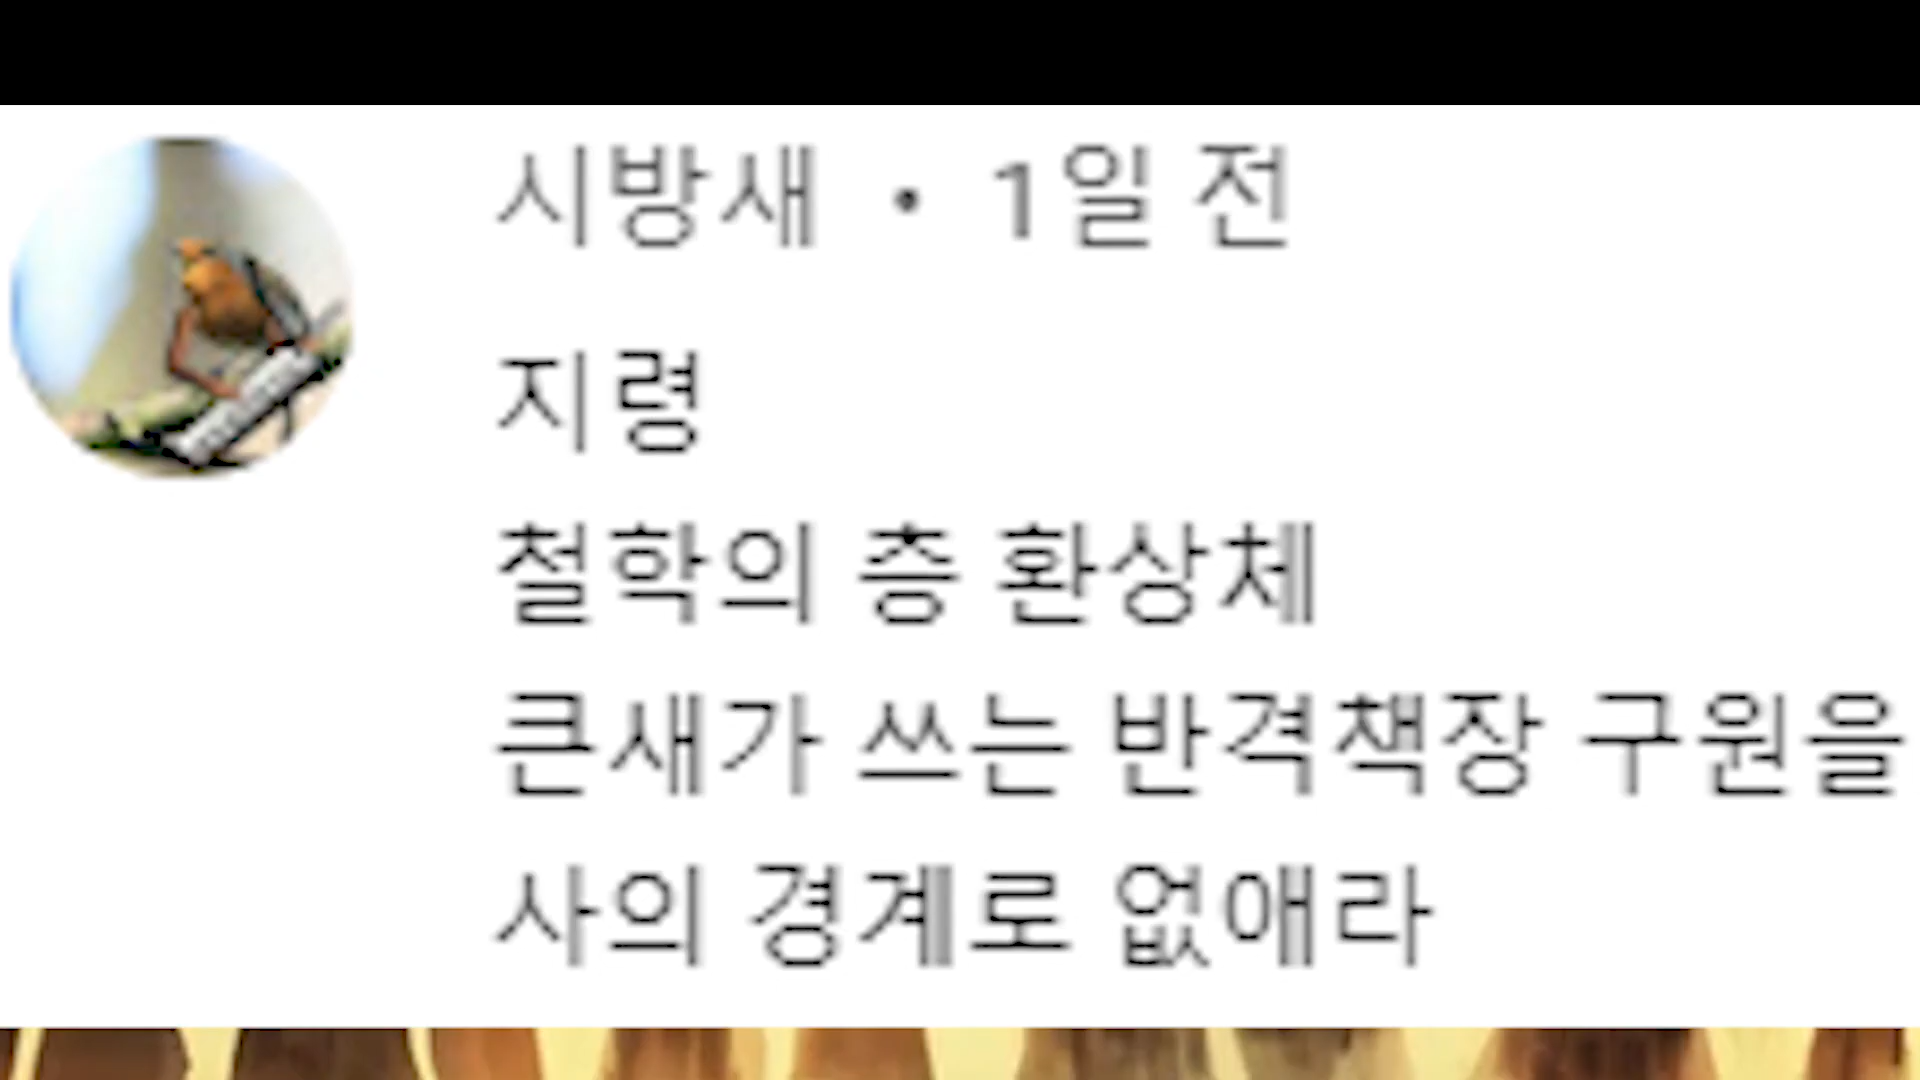 시방새 • 1일 전
지령
철학의 층 환상체
큰새가 쓰는 반격책장 구원을
사의 경계로 없애라